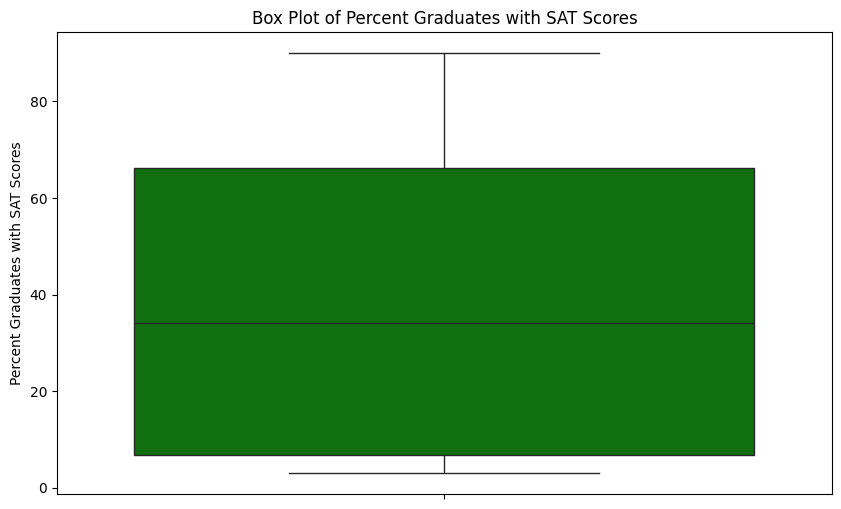 Box Plot of Percent Graduates with SAT Scores
Percent Graduates with SAT Scores
80
60
40
20
0